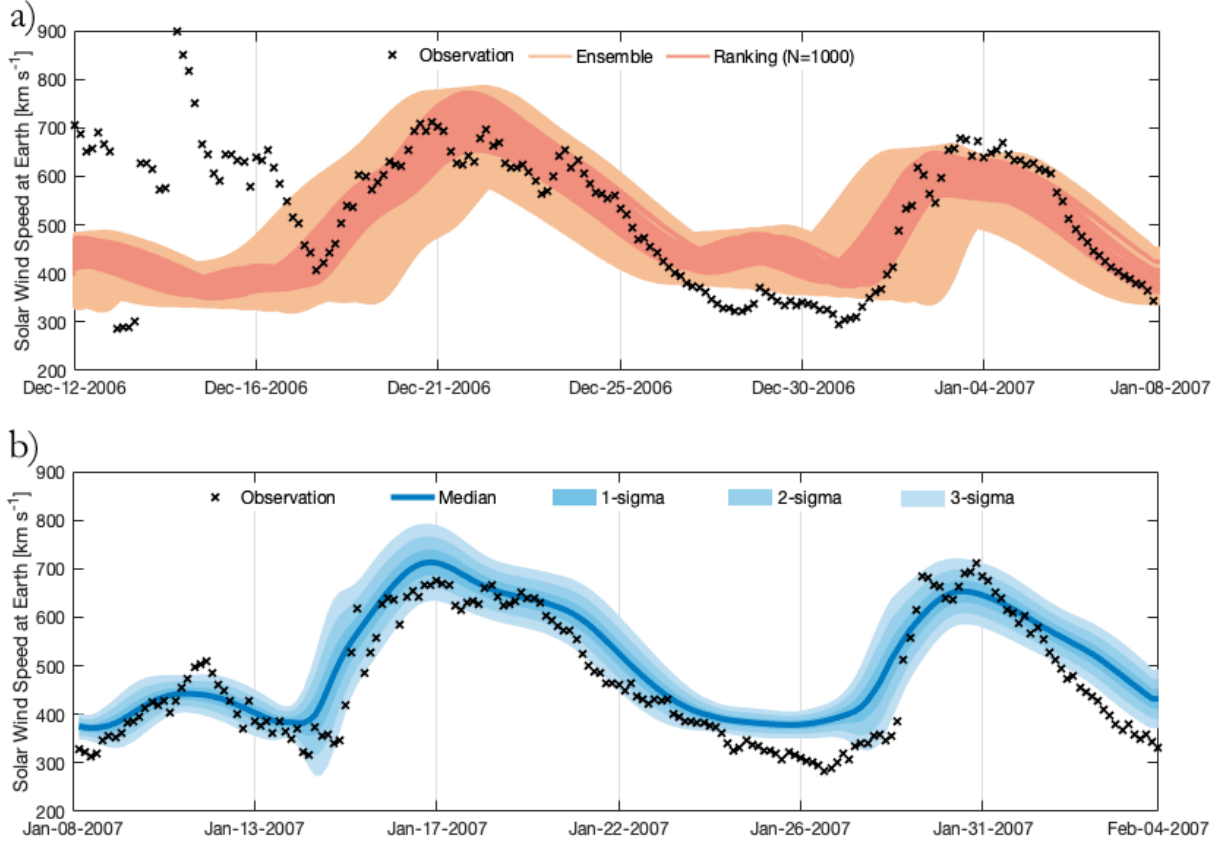 a)
Solar Wind Speed at Earth [km s⁻¹]
900
800
700
600
500
400
300
200
Observation Ensemble Ranking (N=1000)
Dec-12-2006 Dec-16-2006 Dec-21-2006 Dec-25-2006 Dec-30-2006 Jan-04-2007 Jan-08-2007
b)
Solar Wind Speed at Earth [km s⁻¹]
900
800
700
600
500
400
300
200
Observation Median 1-sigma 2-sigma 3-sigma
Jan-08-2007 Jan-13-2007 Jan-17-2007 Jan-22-2007 Jan-26-2007 Jan-31-2007 Feb-04-2007